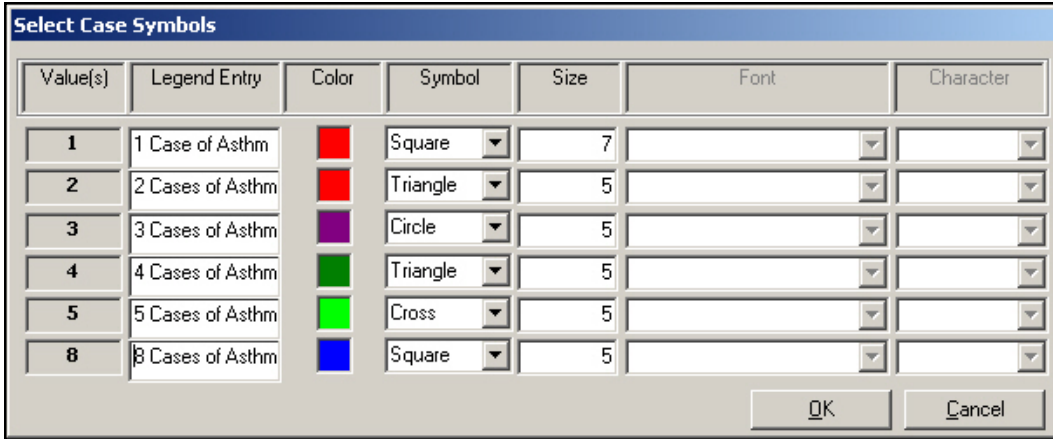 Select Case Symbols
Value(s) Legend Entry Color Symbol Size Font Character
1 1 Case of Asthm Square 7
2 2 Cases of Asthm Triangle 5
3 3 Cases of Asthm Circle 5
4 4 Cases of Asthm Triangle 5
5 5 Cases of Asthm Cross 5
8 8 Cases of Asthm Square 5
OK Cancel